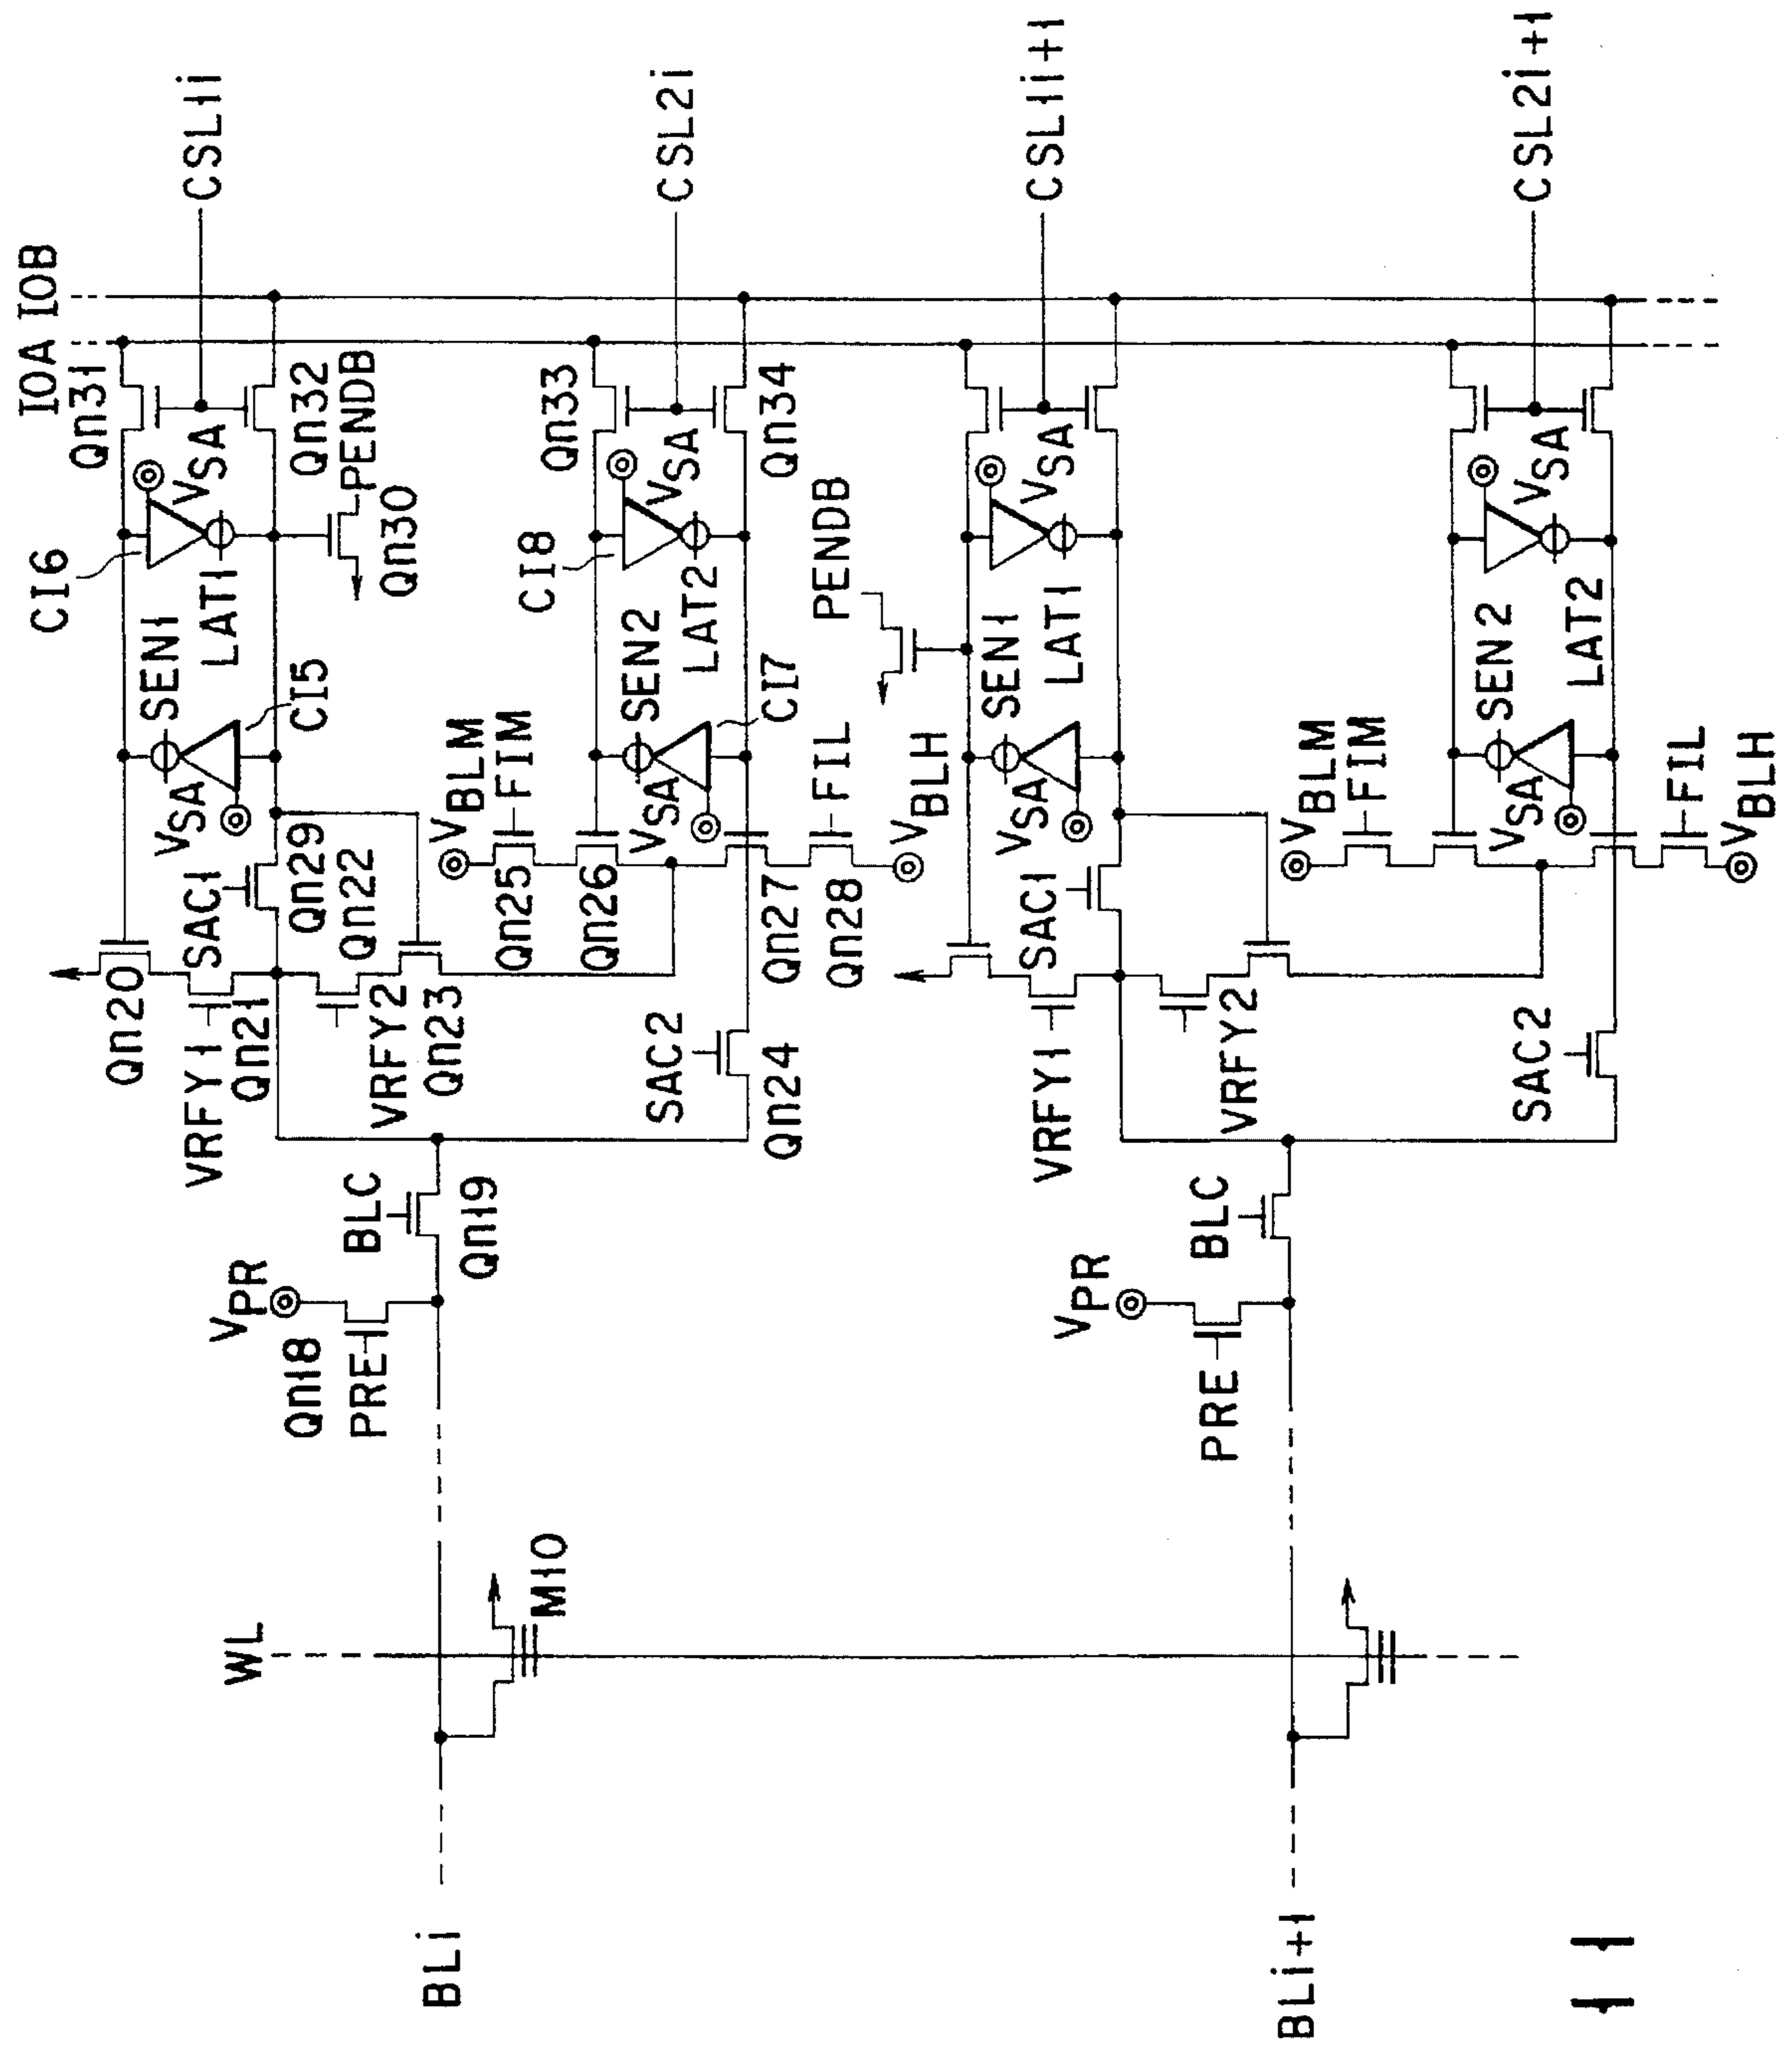 IOA
IOB
Qn31
CSL1i
CI6
VSA
Qn32
PENDB
SEN1
LAT1
Qn30
CI5
VSA
Qn20
SAC1
Qn29
VRFY1
Qn21
Qn22
VRFY2
Qn23
Qn33
CSL2i
VSA
Qn34
CI8
SEN2
LAT2
CI7
VBLM
FIM
VSA
Qn25
Qn26
FIL
VBLH
Qn27
Qn28
SAC2
Qn24
BLC
Qn19
VPR
Qn18
PRE
WL
M10
BLi
PENDB
CSL1i+1
VSA
SEN1
LAT1
VSA
SAC1
VRFY1
VRFY2
CSL2i+1
VSA
SEN2
LAT2
VBLM
FIM
VSA
FIL
VBLH
SAC2
BLC
VPR
PRE
BLi+1
11